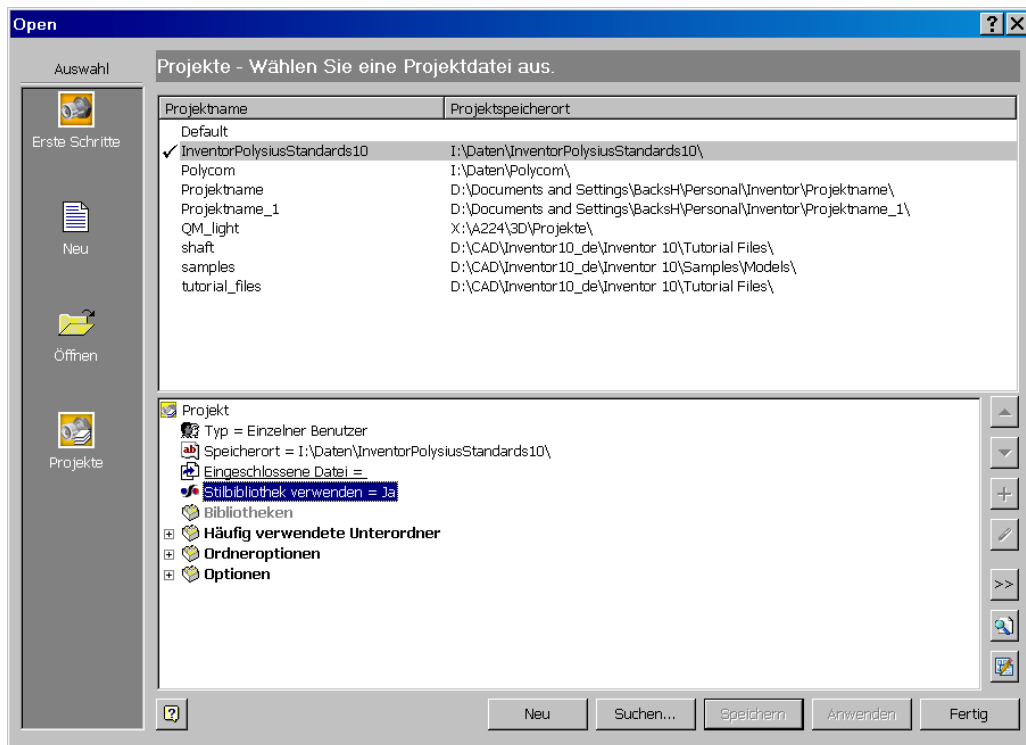 Open
Auswahl
Projekte - Wählen Sie eine Projektdatei aus.
Erste Schritte
Neu
Öffnen
Projekte
Projektname Projektspeicherort
Default
InventorPolysiusStandards10 I:\Daten\InventorPolysiusStandards10\
Polycom I:\Daten\Polycom\
Projektname D:\Documents and Settings\BacksH\Personal\Inventor\Projektname\
Projektname_1 D:\Documents and Settings\BacksH\Personal\Inventor\Projektname_1\
QM_light X:\A224\3D\Projekte\
shaft D:\CAD\Inventor10_de\Inventor 10\Tutorial Files\
samples D:\CAD\Inventor10_de\Inventor 10\Samples\Models\
tutorial_files D:\CAD\Inventor10_de\Inventor 10\Tutorial Files\
Projekt
Typ = Einzelner Benutzer
Speicherort = I:\Daten\InventorPolysiusStandards10\
Eingeschlossene Datei =
Stilbibliothek verwenden = Ja
Bibliotheken
Häufig verwendete Unterordner
Ordneroptionen
Optionen
>>
Neu Suchen... Speichern Anwenden Fertig